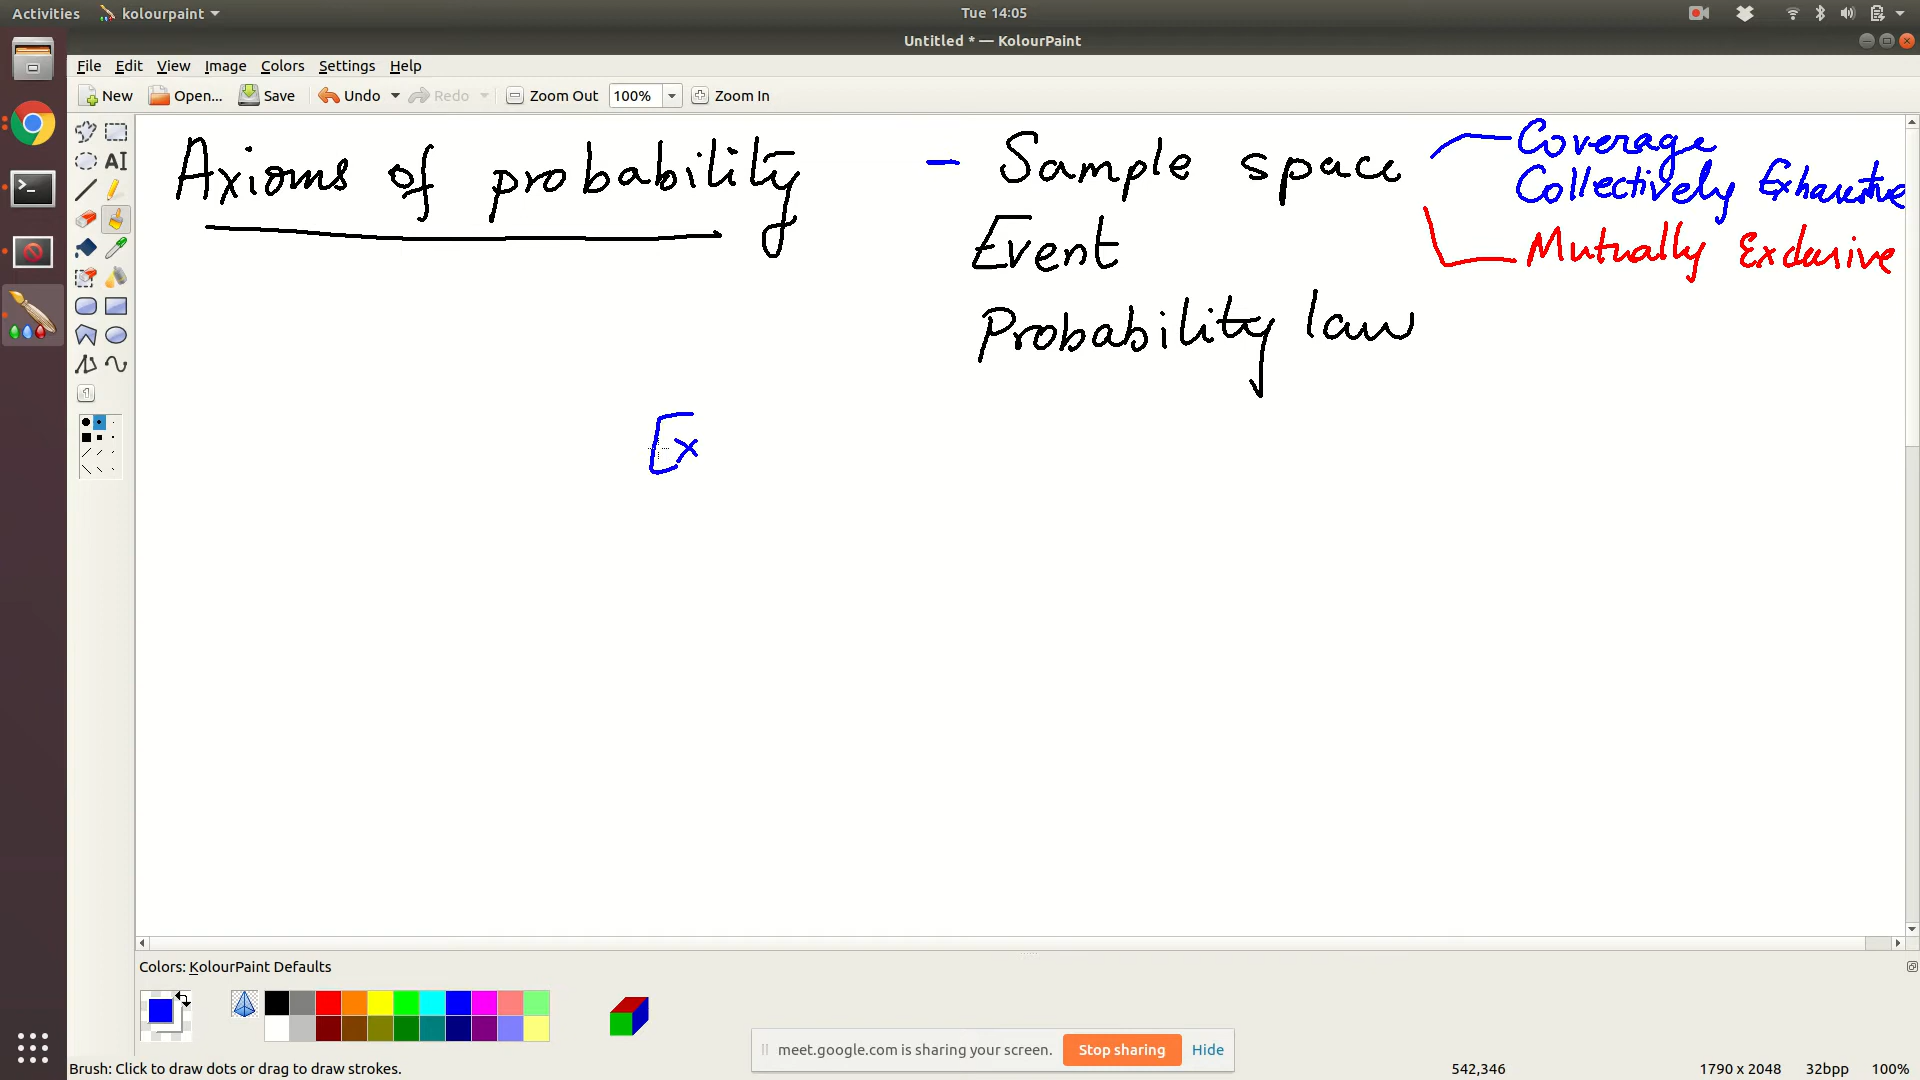 Activities kolourpaint Tue 14:05
Untitled * — KolourPaint
File Edit View Image Colors Settings Help
New Open... Save Undo Redo Zoom Out 100% Zoom In
Axioms of probability
– Sample space
Coverage
Collectively Exhaustive
Mutually Exclusive
Event
Probability law
Ex
Colors: KolourPaint Defaults
meet.google.com is sharing your screen. Stop sharing Hide
Brush: Click to draw dots or drag to draw strokes. 542,346 1790 x 2048 32bpp 100%